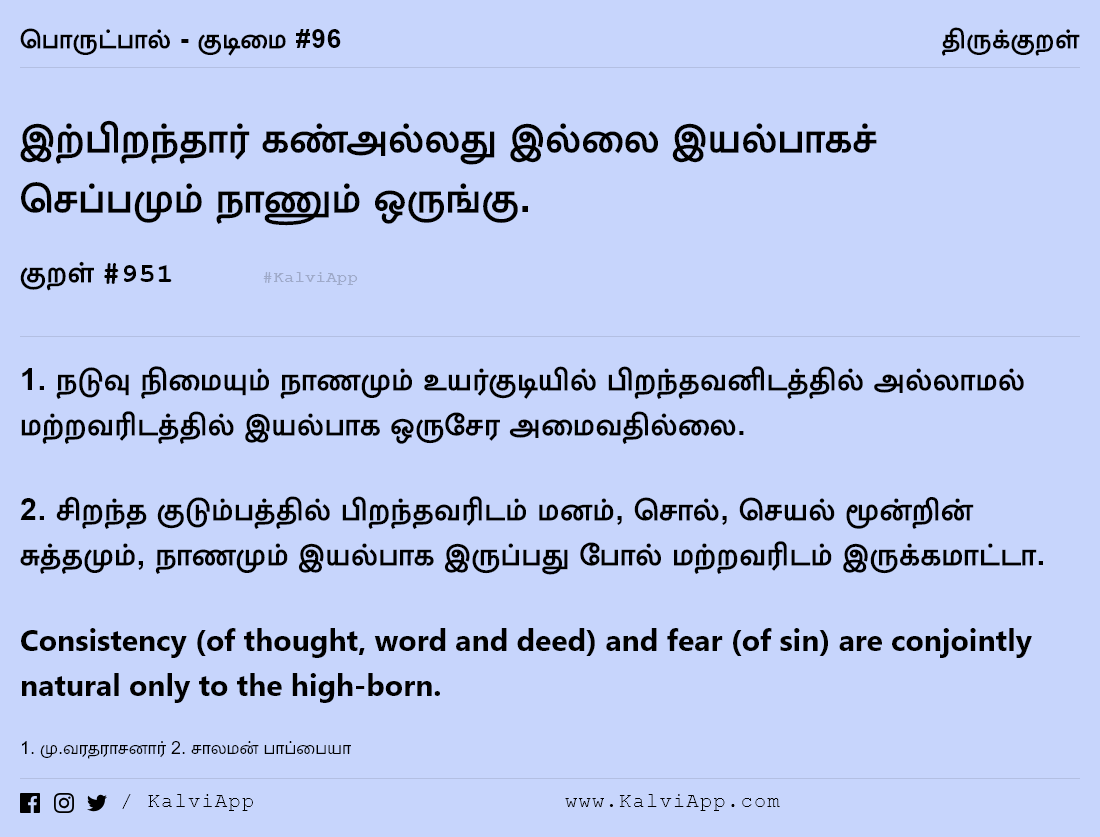 பொருட்பால் - குடிமை #96 திருக்குறள்
இற்பிறந்தார் கண்அல்லது இல்லை இயல்பாகச்
செப்பமும் நாணும் ஒருங்கு.
குறள் #951 #KalviApp
1. நடுவு நிமையும் நாணமும் உயர்குடியில் பிறந்தவனிடத்தில் அல்லாமல்
மற்றவரிடத்தில் இயல்பாக ஒருசேர அமைவதில்லை.
2. சிறந்த குடும்பத்தில் பிறந்தவரிடம் மனம், சொல், செயல் மூன்றின்
சுத்தமும், நாணமும் இயல்பாக இருப்பது போல் மற்றவரிடம் இருக்கமாட்டா.
Consistency (of thought, word and deed) and fear (of sin) are conjointly
natural only to the high-born.
1. மு.வரதராசனார் 2. சாலமன் பாப்பையா
/ KalviApp www.KalviApp.com